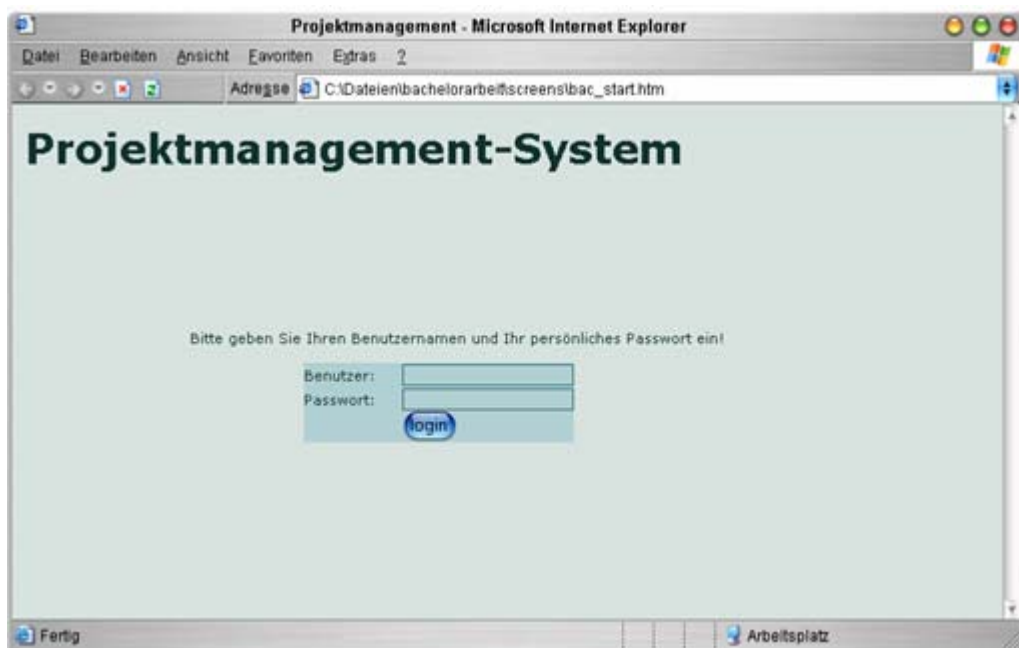 Projektmanagement - Microsoft Internet Explorer
Datei Bearbeiten Ansicht Favoriten Extras ?
Adresse C:\Dateien\bachelorarbeit\screens\bac_start.htm
Projektmanagement-System
Bitte geben Sie Ihren Benutzernamen und Ihr persönliches Passwort ein!
Benutzer:
Passwort:
login
Fertig Arbeitsplatz